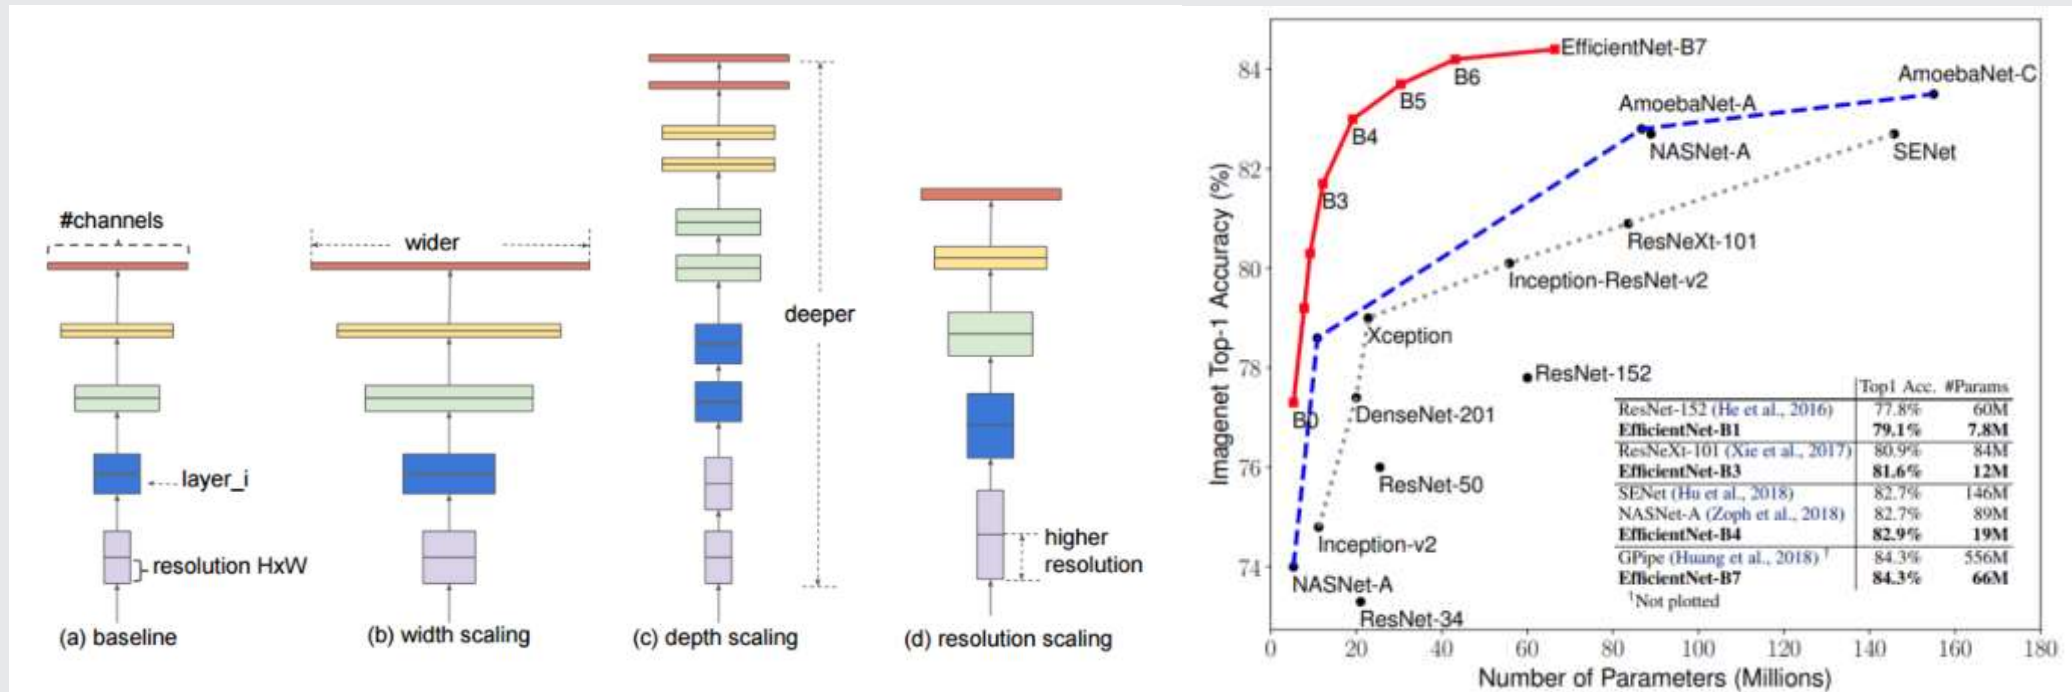 #channels
wider
deeper
layer_i
resolution HxW
higher
resolution
(a) baseline
(b) width scaling
(c) depth scaling
(d) resolution scaling
Imagenet Top-1 Accuracy (%)
84
82
80
78
76
74
EfficientNet-B7
B6
B5
B4
B3
B0
AmoebaNet-C
AmoebaNet-A
NASNet-A
SENet
ResNeXt-101
Inception-ResNet-v2
Xception
ResNet-152
DenseNet-201
ResNet-50
Inception-v2
NASNet-A
ResNet-34
Top1 Acc. #Params
ResNet-152 (He et al., 2016) 77.8% 60M
EfficientNet-B1 79.1% 7.8M
ResNeXt-101 (Xie et al., 2017) 80.9% 84M
EfficientNet-B3 81.6% 12M
SENet (Hu et al., 2018) 82.7% 146M
NASNet-A (Zoph et al., 2018) 82.7% 89M
EfficientNet-B4 82.9% 19M
GPipe (Huang et al., 2018) † 84.3% 556M
EfficientNet-B7 84.3% 66M
†Not plotted
0 20 40 60 80 100 120 140 160 180
Number of Parameters (Millions)